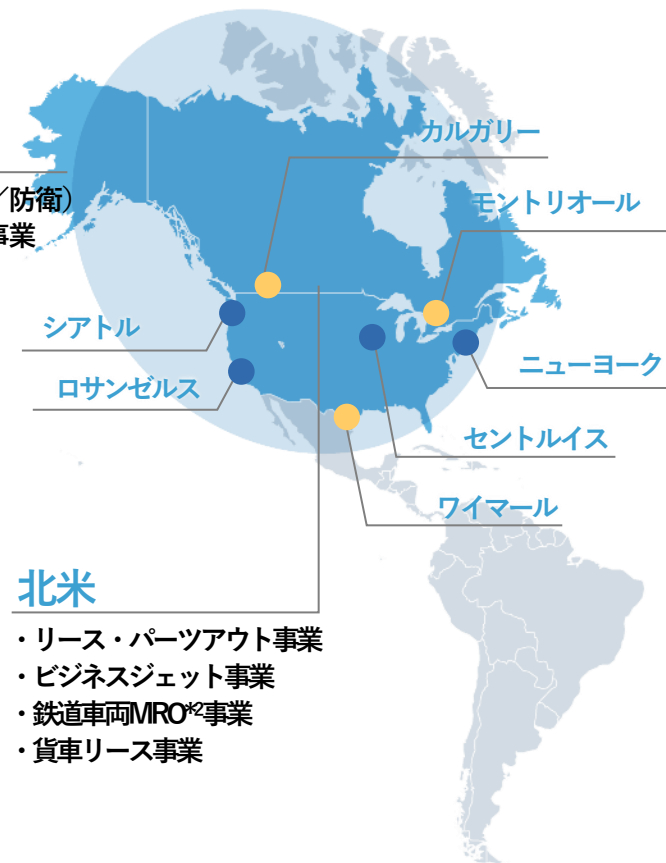 カルガリー
／防衛）
モントリオール
事業
シアトル
ニューヨーク
ロサンゼルス
セントルイス
ワイマール
北米
・リース・パーツアウト事業
・ビジネスジェット事業
・鉄道車両MRO*2事業
・貨車リース事業